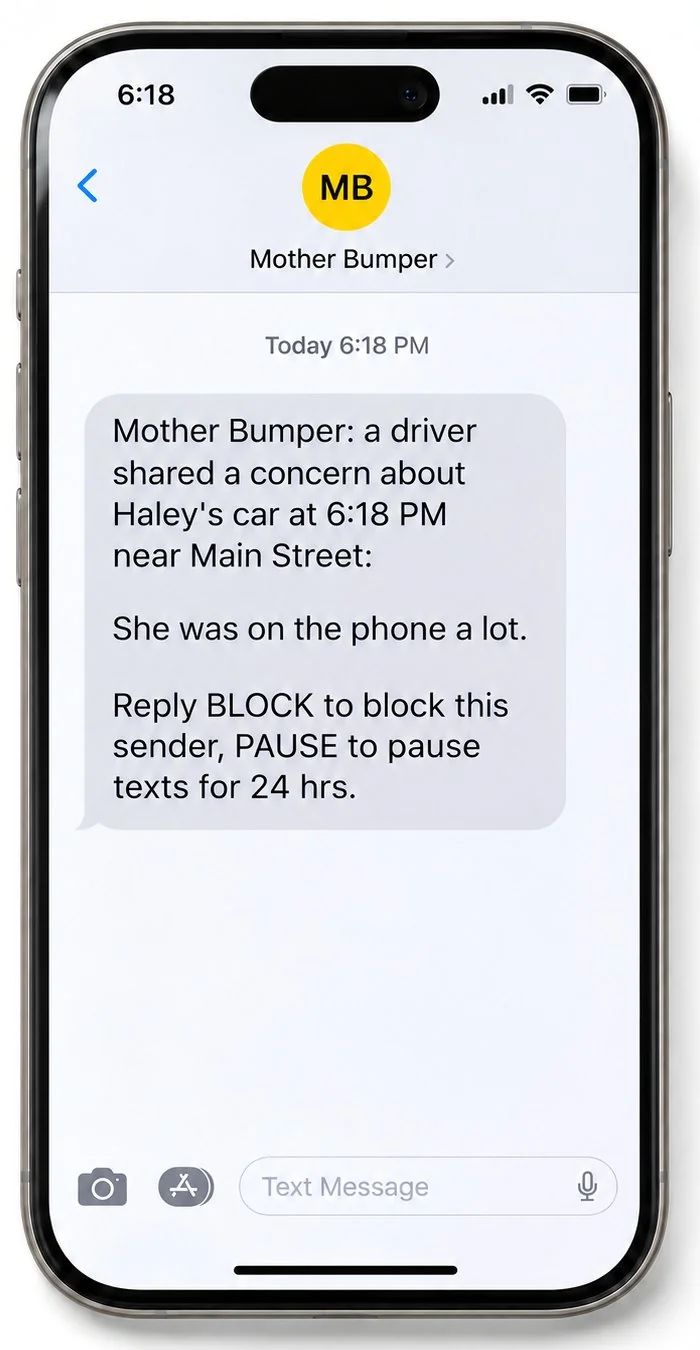 6:18
MB
Mother Bumper
Today 6:18 PM
Mother Bumper: a driver
shared a concern about
Haley's car at 6:18 PM
near Main Street:
She was on the phone a lot.
Reply BLOCK to block this
sender, PAUSE to pause
texts for 24 hrs.
Text Message